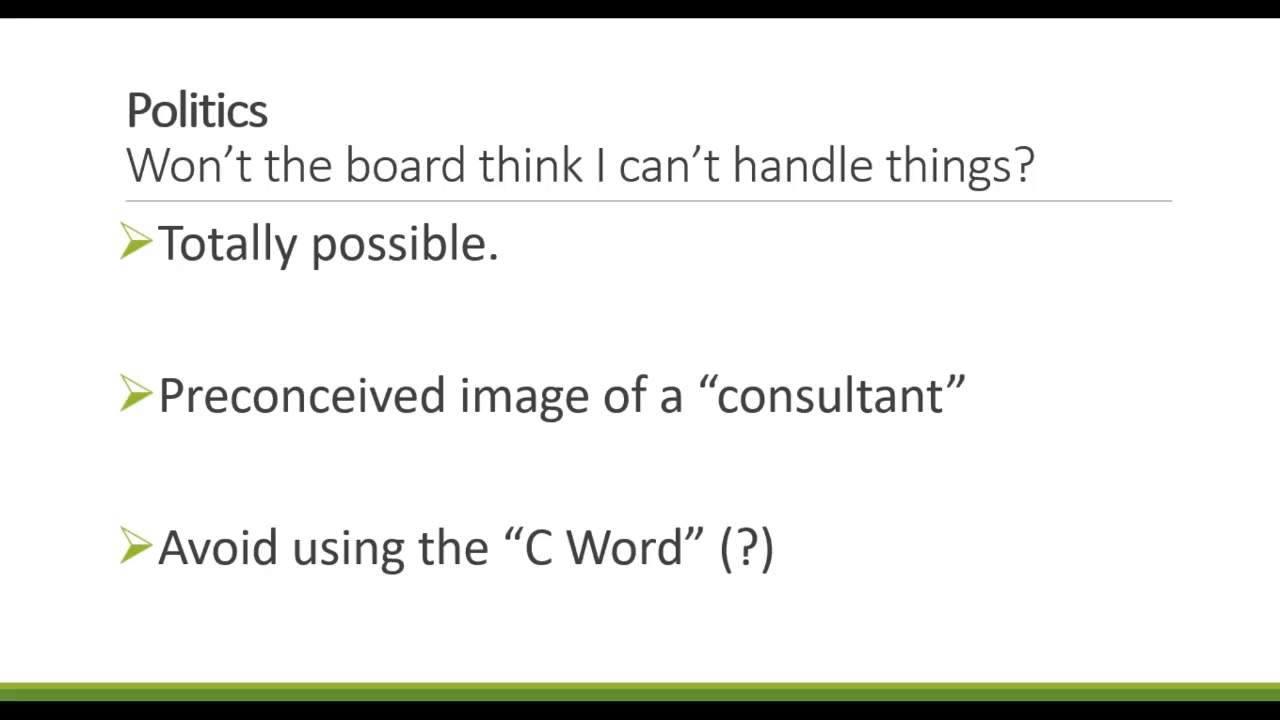 Politics
Won’t the board think I can’t handle things?
Totally possible.
Preconceived image of a “consultant”
Avoid using the “C Word” (?)